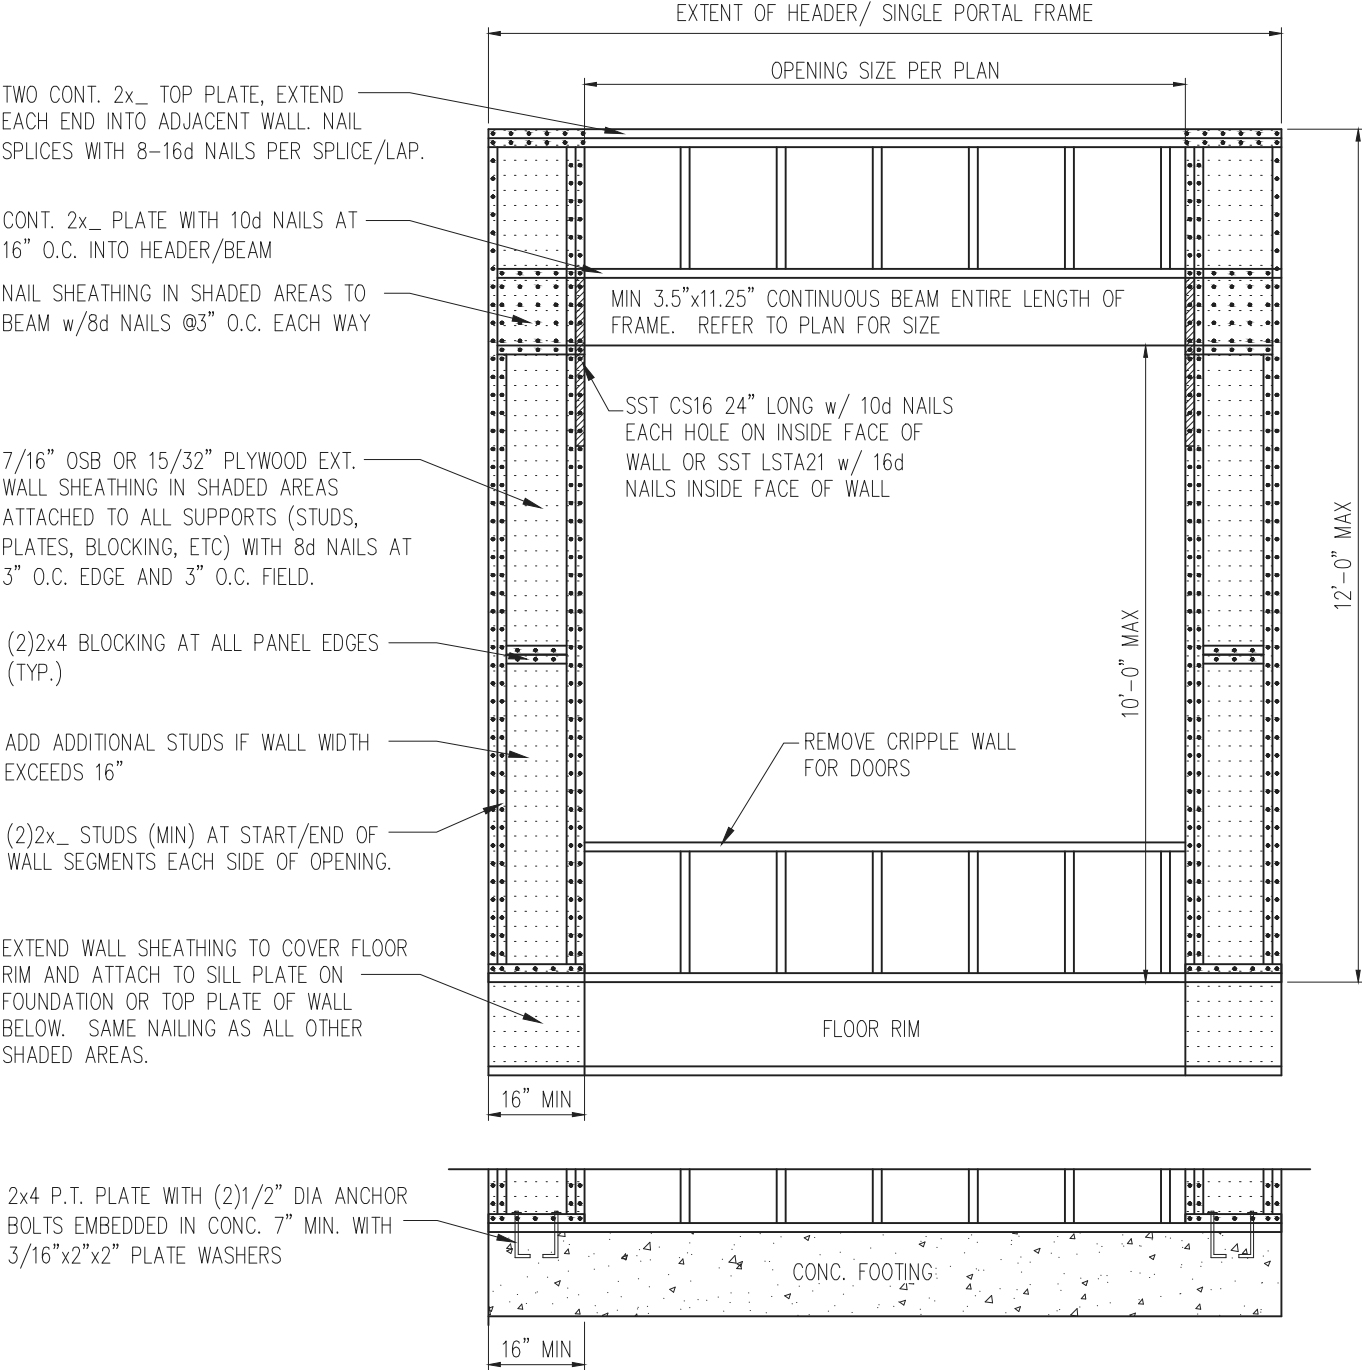 EXTENT OF HEADER/ SINGLE PORTAL FRAME
OPENING SIZE PER PLAN
TWO CONT. 2x_ TOP PLATE, EXTEND
EACH END INTO ADJACENT WALL. NAIL
SPLICES WITH 8-16d NAILS PER SPLICE/LAP.
CONT. 2x_ PLATE WITH 10d NAILS AT
16" O.C. INTO HEADER/BEAM
NAIL SHEATHING IN SHADED AREAS TO
BEAM w/8d NAILS @3" O.C. EACH WAY
MIN 3.5"x11.25" CONTINUOUS BEAM ENTIRE LENGTH OF
FRAME. REFER TO PLAN FOR SIZE
SST CS16 24" LONG w/ 10d NAILS
EACH HOLE ON INSIDE FACE OF
WALL OR SST LSTA21 w/ 16d
NAILS INSIDE FACE OF WALL
7/16" OSB OR 15/32" PLYWOOD EXT.
WALL SHEATHING IN SHADED AREAS
ATTACHED TO ALL SUPPORTS (STUDS,
PLATES, BLOCKING, ETC) WITH 8d NAILS AT
3" O.C. EDGE AND 3" O.C. FIELD.
12'-0" MAX
10'-0" MAX
(2)2x4 BLOCKING AT ALL PANEL EDGES
(TYP.)
ADD ADDITIONAL STUDS IF WALL WIDTH
EXCEEDS 16"
REMOVE CRIPPLE WALL
FOR DOORS
(2)2x_ STUDS (MIN) AT START/END OF
WALL SEGMENTS EACH SIDE OF OPENING.
EXTEND WALL SHEATHING TO COVER FLOOR
RIM AND ATTACH TO SILL PLATE ON
FOUNDATION OR TOP PLATE OF WALL
BELOW. SAME NAILING AS ALL OTHER
SHADED AREAS.
FLOOR RIM
16" MIN
2x4 P.T. PLATE WITH (2)1/2" DIA ANCHOR
BOLTS EMBEDDED IN CONC. 7" MIN. WITH
3/16"x2"x2" PLATE WASHERS
CONC. FOOTING
16" MIN